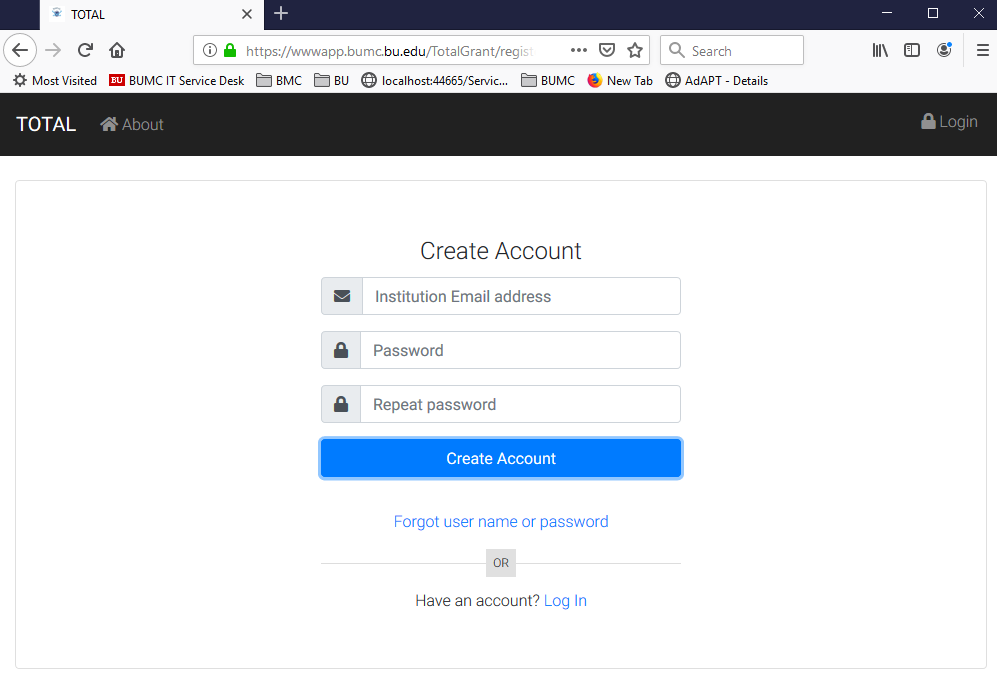 TOTAL
https://wwwapp.bumc.bu.edu/TotalGrant/regist
Search
Most Visited
BU
BUMC IT Service Desk
BMC
BU
localhost:44665/Servic...
BUMC
New Tab
AdAPT - Details
TOTAL
About
Login
Create Account
Institution Email address
Password
Repeat password
Create Account
Forgot user name or password
OR
Have an account? Log In